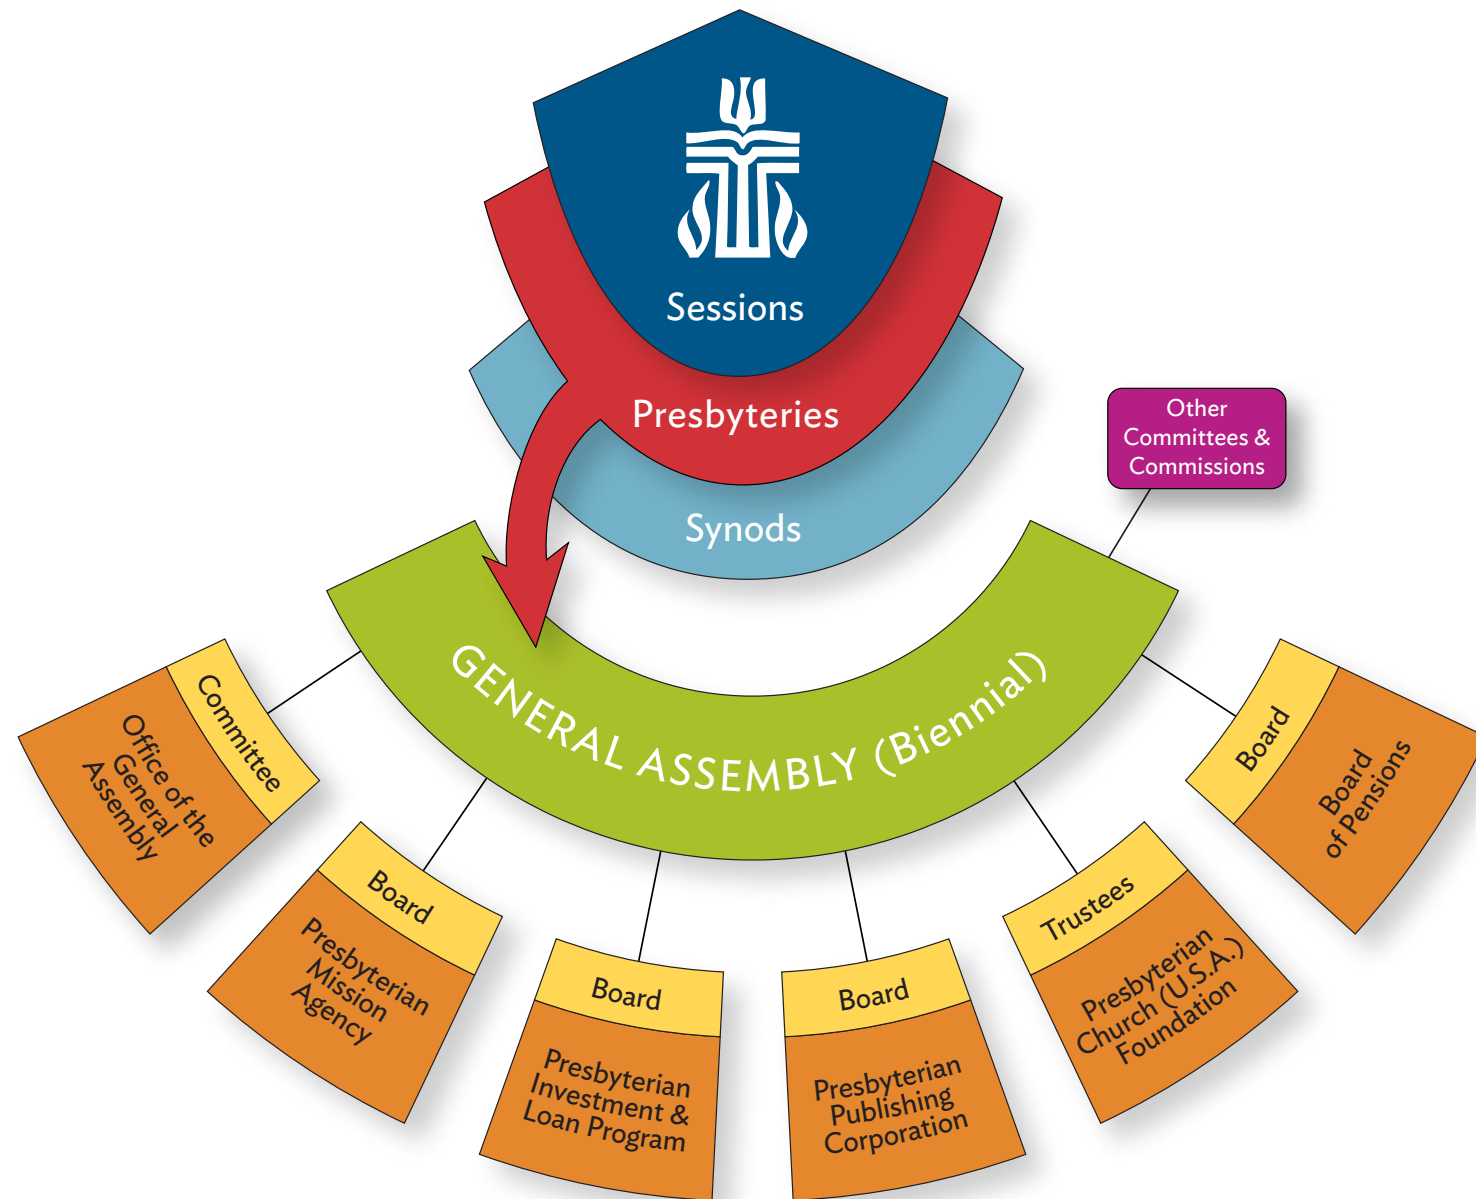 Sessions
Presbyteries
Synods
Other
Committees &
Commissions
GENERAL ASSEMBLY (Biennial)
Committee
Office of the
General
Assembly
Board
Presbyterian
Mission
Agency
Board
Presbyterian
Investment &
Loan Program
Board
Presbyterian
Publishing
Corporation
Trustees
Presbyterian
Church (U.S.A.)
Foundation
Board
Board
of Pensions